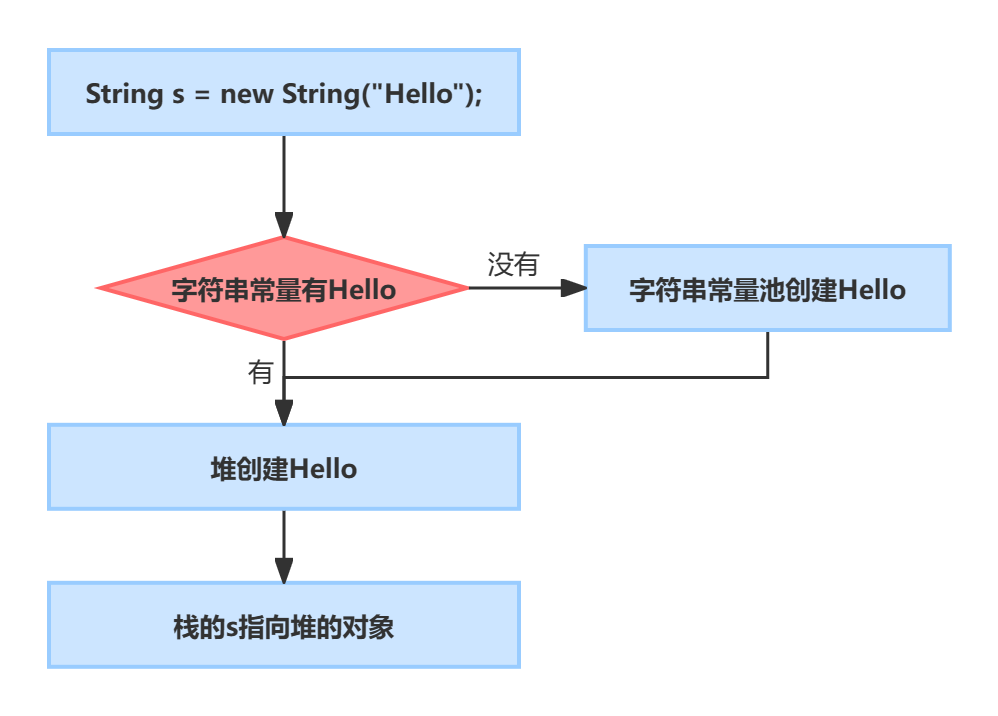 String s = new String("Hello");
字符串常量有Hello
没有
字符串常量池创建Hello
有
堆创建Hello
栈的s指向堆的对象